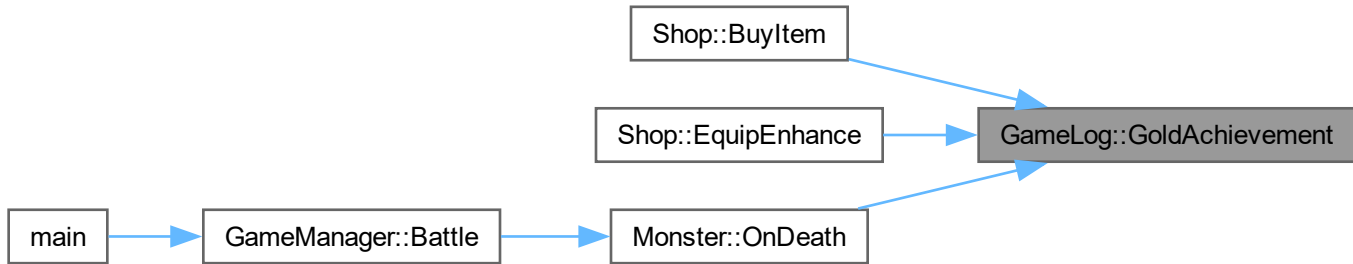 Shop::BuyItem
Shop::EquipEnhance
GameLog::GoldAchievement
main
GameManager::Battle
Monster::OnDeath